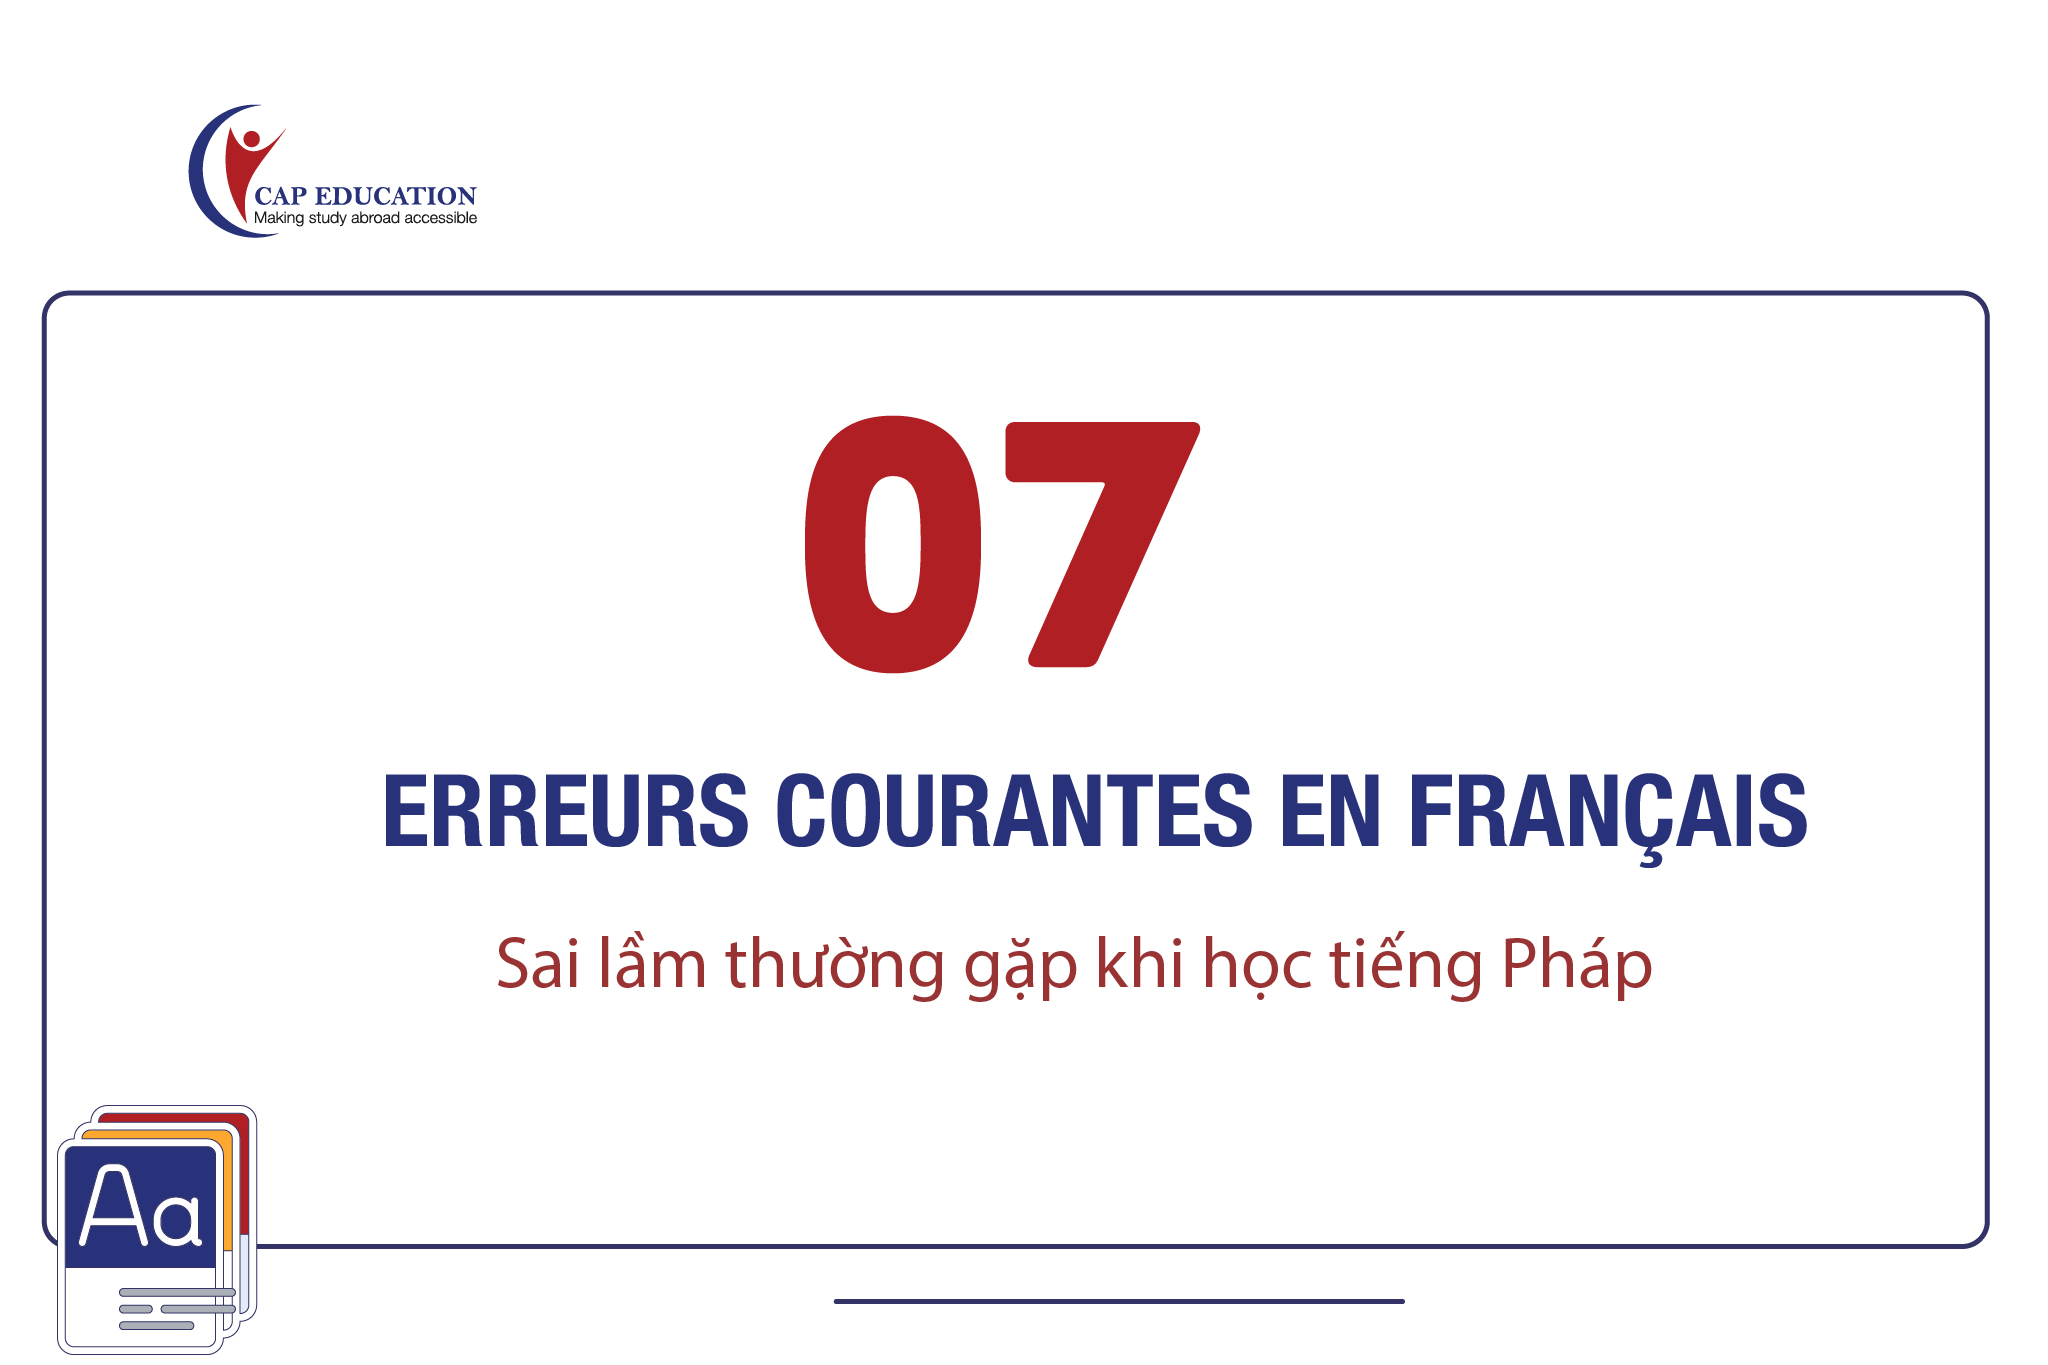 CAP EDUCATION
Making study abroad accessible
07
ERREURS COURANTES EN FRANÇAIS
Sai lầm thường gặp khi học tiếng Pháp
Aa